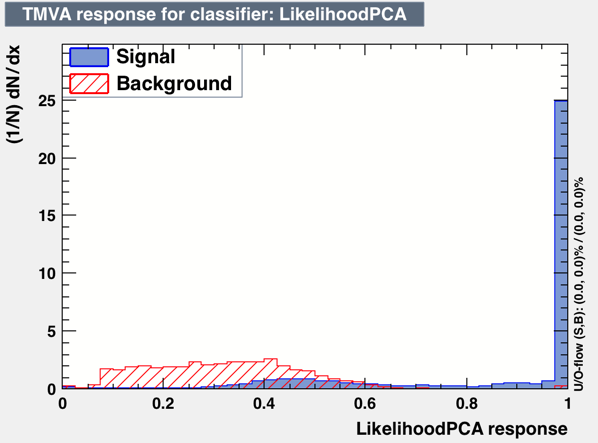 TMVA response for classifier: LikelihoodPCA
Signal
Background
(1/N) dN/dx
25
20
15
10
5
0
0
0.2
0.4
0.6
0.8
1
LikelihoodPCA response
U/O-flow (S,B): (0.0, 0.0)% / (0.0, 0.0)%